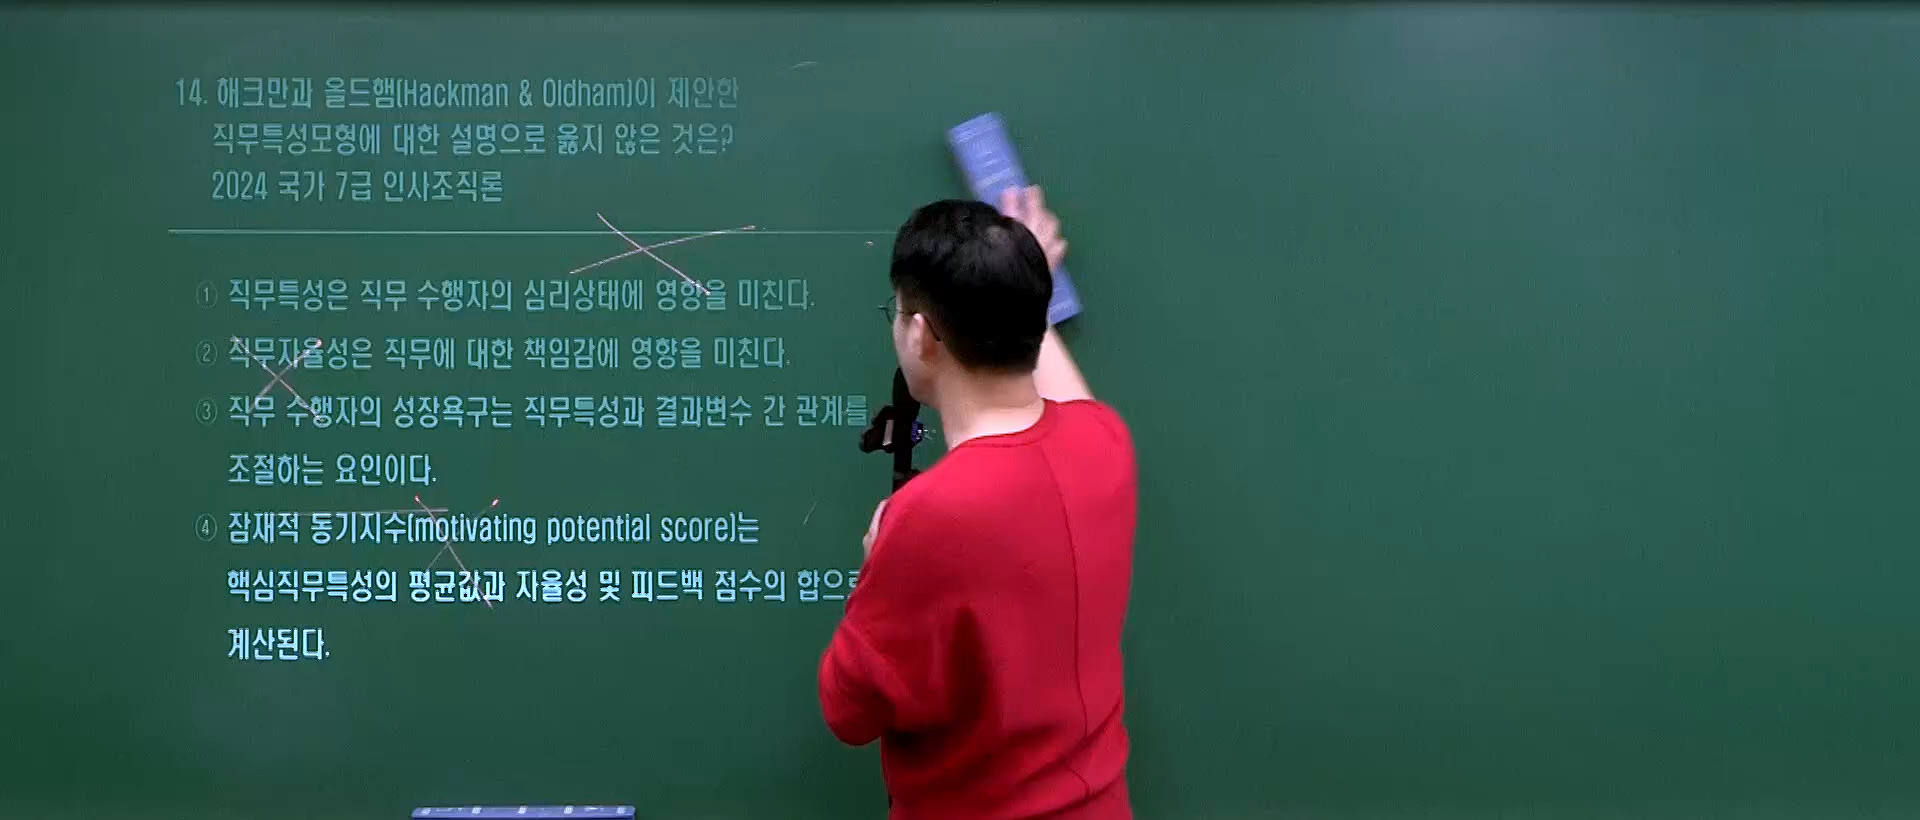 14. 해크만과 올드햄(Hackman & Oldham)이 제안한
직무특성모형에 대한 설명으로 옳지 않은 것은?
2024 국가 7급 인사조직론
① 직무특성은 직무 수행자의 심리상태에 영향을 미친다.
② 직무자율성은 직무에 대한 책임감에 영향을 미친다.
③ 직무 수행자의 성장욕구는 직무특성과 결과변수 간 관계를
조절하는 요인이다.
④ 잠재적 동기지수(motivating potential score)는
핵심직무특성의 평균값과 자율성 및 피드백 점수의 합으로
계산된다.